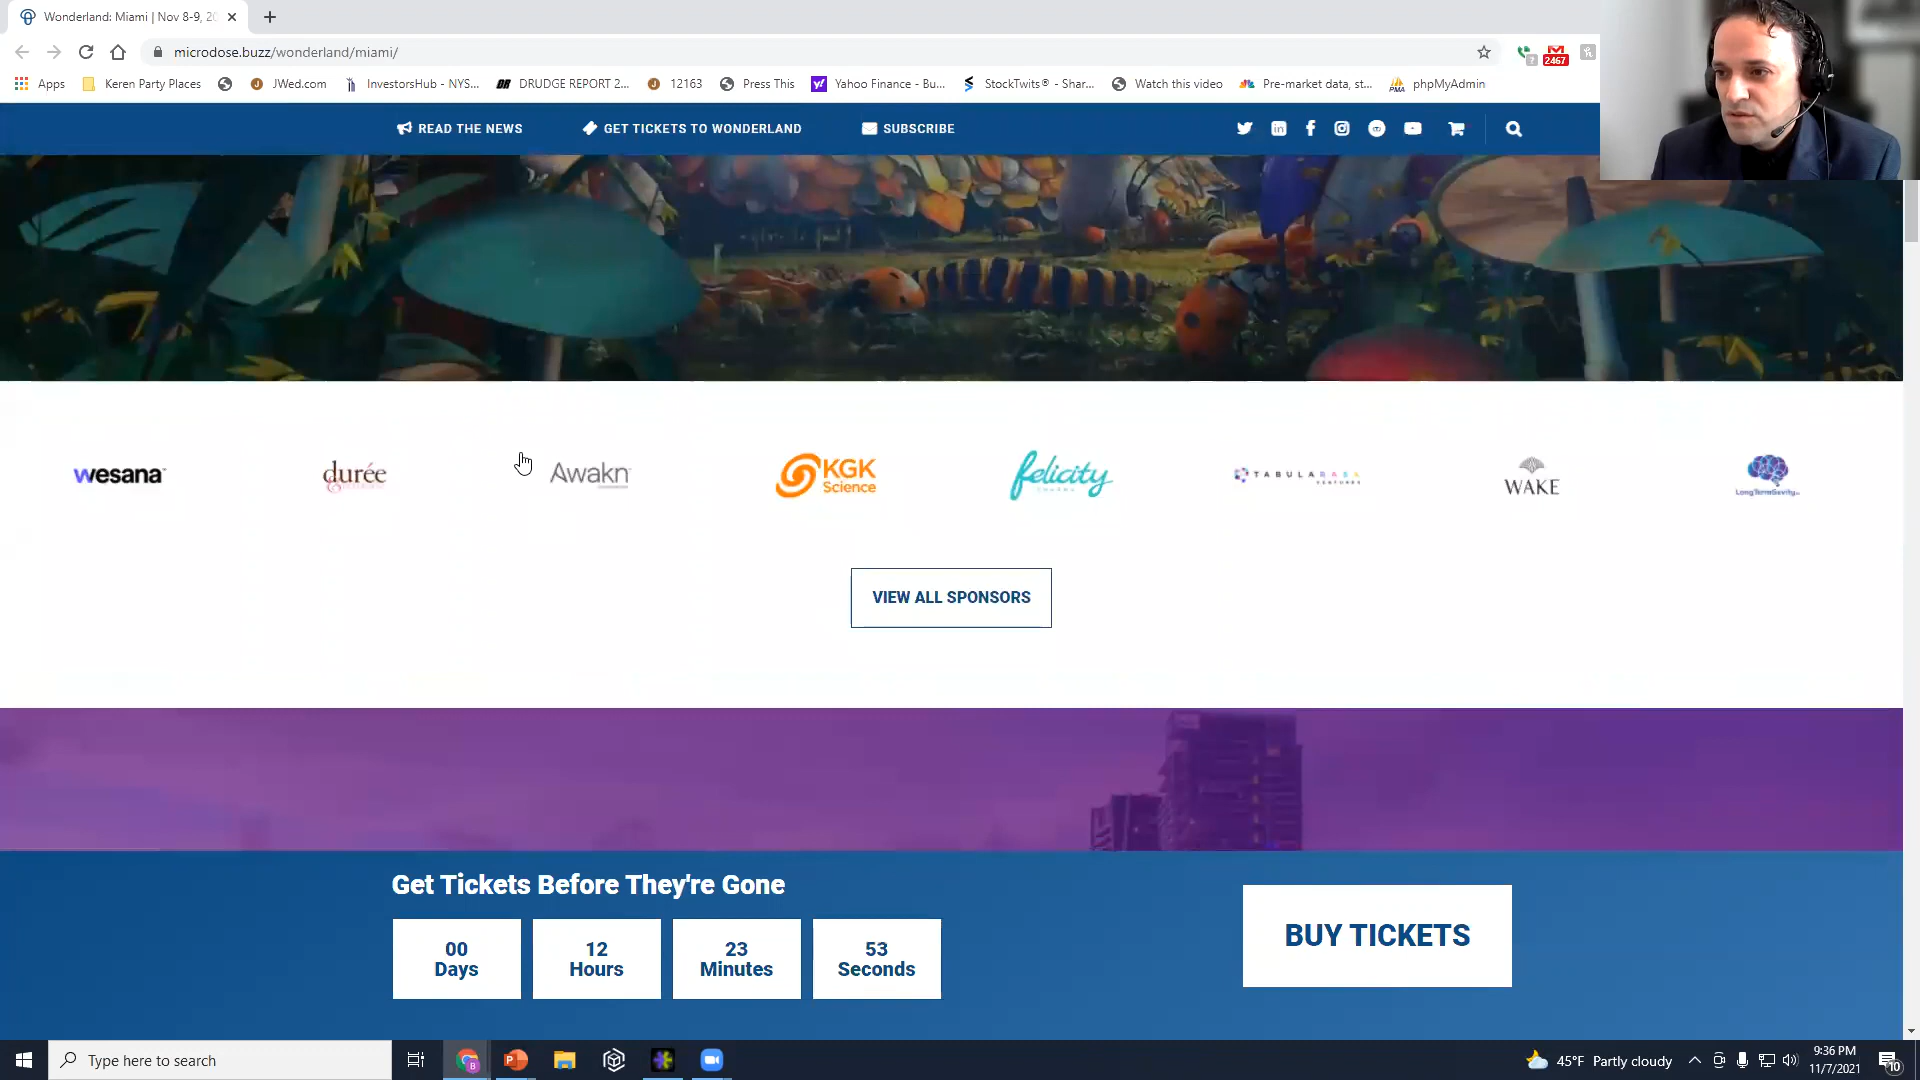 Wonderland: Miami | Nov 8-9, 20
microdose.buzz/wonderland/miami/
2467
Apps
Keren Party Places
JWed.com
InvestorsHub - NYS...
DRUDGE REPORT 2...
12163
Press This
Yahoo Finance - Bu...
StockTwits® - Shar...
Watch this video
Pre-market data, st...
phpMyAdmin
READ THE NEWS
GET TICKETS TO WONDERLAND
SUBSCRIBE
wesana
durée
Awakn
KGK Science
felicity
TABULARASA VENTURES
WAKE
LongTermGevity
VIEW ALL SPONSORS
Get Tickets Before They're Gone
00 Days
12 Hours
23 Minutes
53 Seconds
BUY TICKETS
Type here to search
45°F Partly cloudy
9:36 PM
11/7/2021
10